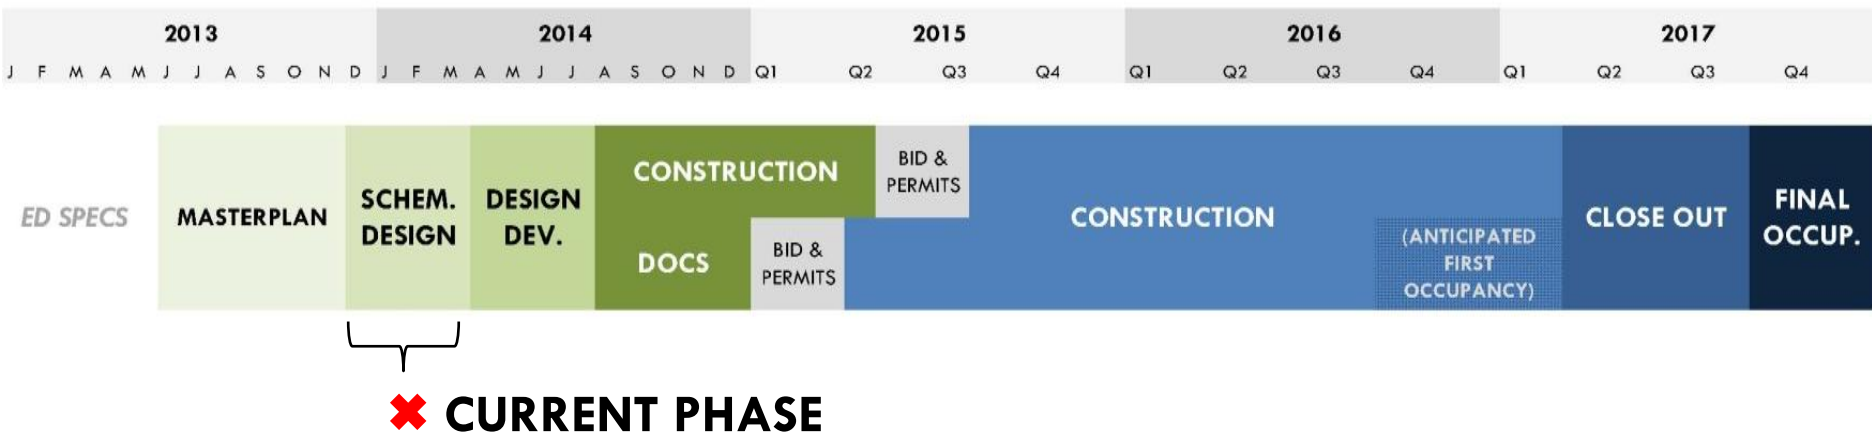 2013 2014 2015 2016 2017
J F M A M J J A S O N D J F M A M J J A S O N D Q1 Q2 Q3 Q4 Q1 Q2 Q3 Q4 Q1 Q2 Q3 Q4
ED SPECS
MASTERPLAN
SCHEM.
DESIGN
DESIGN
DEV.
CONSTRUCTION
DOCS
BID &
PERMITS
BID &
PERMITS
CONSTRUCTION
(ANTICIPATED
FIRST
OCCUPANCY)
CLOSE OUT
FINAL
OCCUP.
✖ CURRENT PHASE